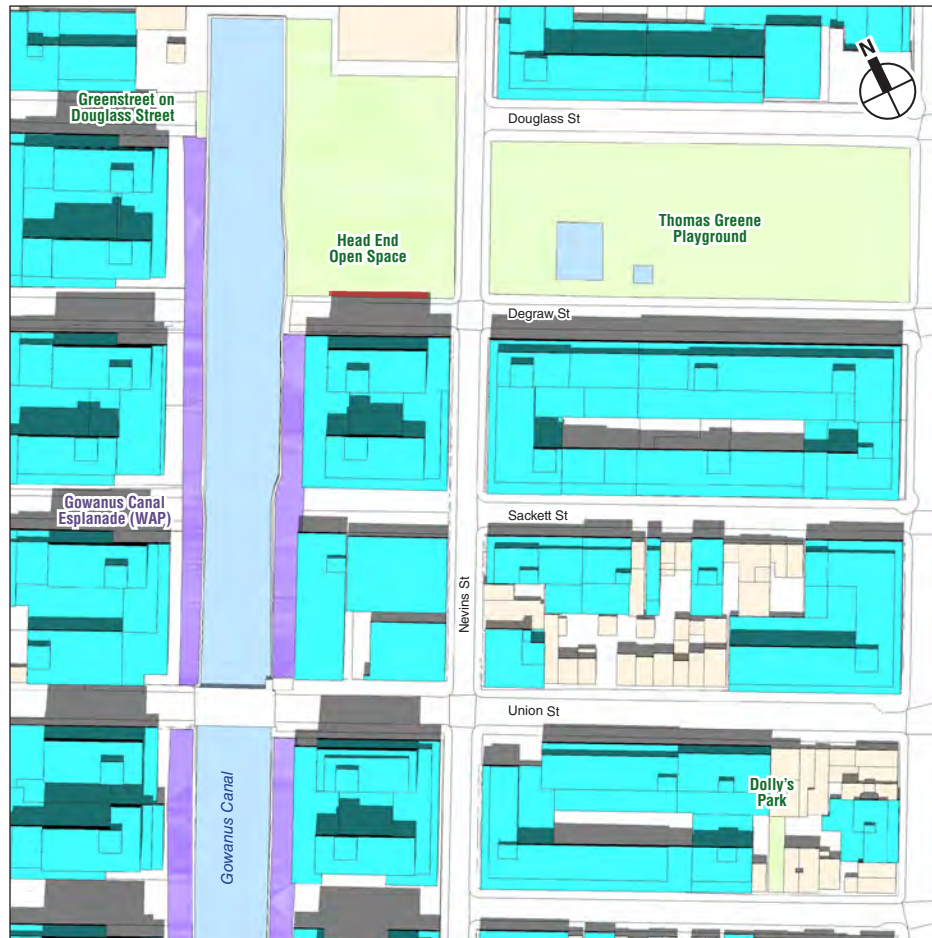 N
Greenstreet on
Douglass Street
Douglass St
Thomas Greene
Playground
Head End
Open Space
Degraw St
Gowanus Canal
Esplanade (WAP)
Sackett St
Nevins St
Union St
Gowanus Canal
Dolly's
Park